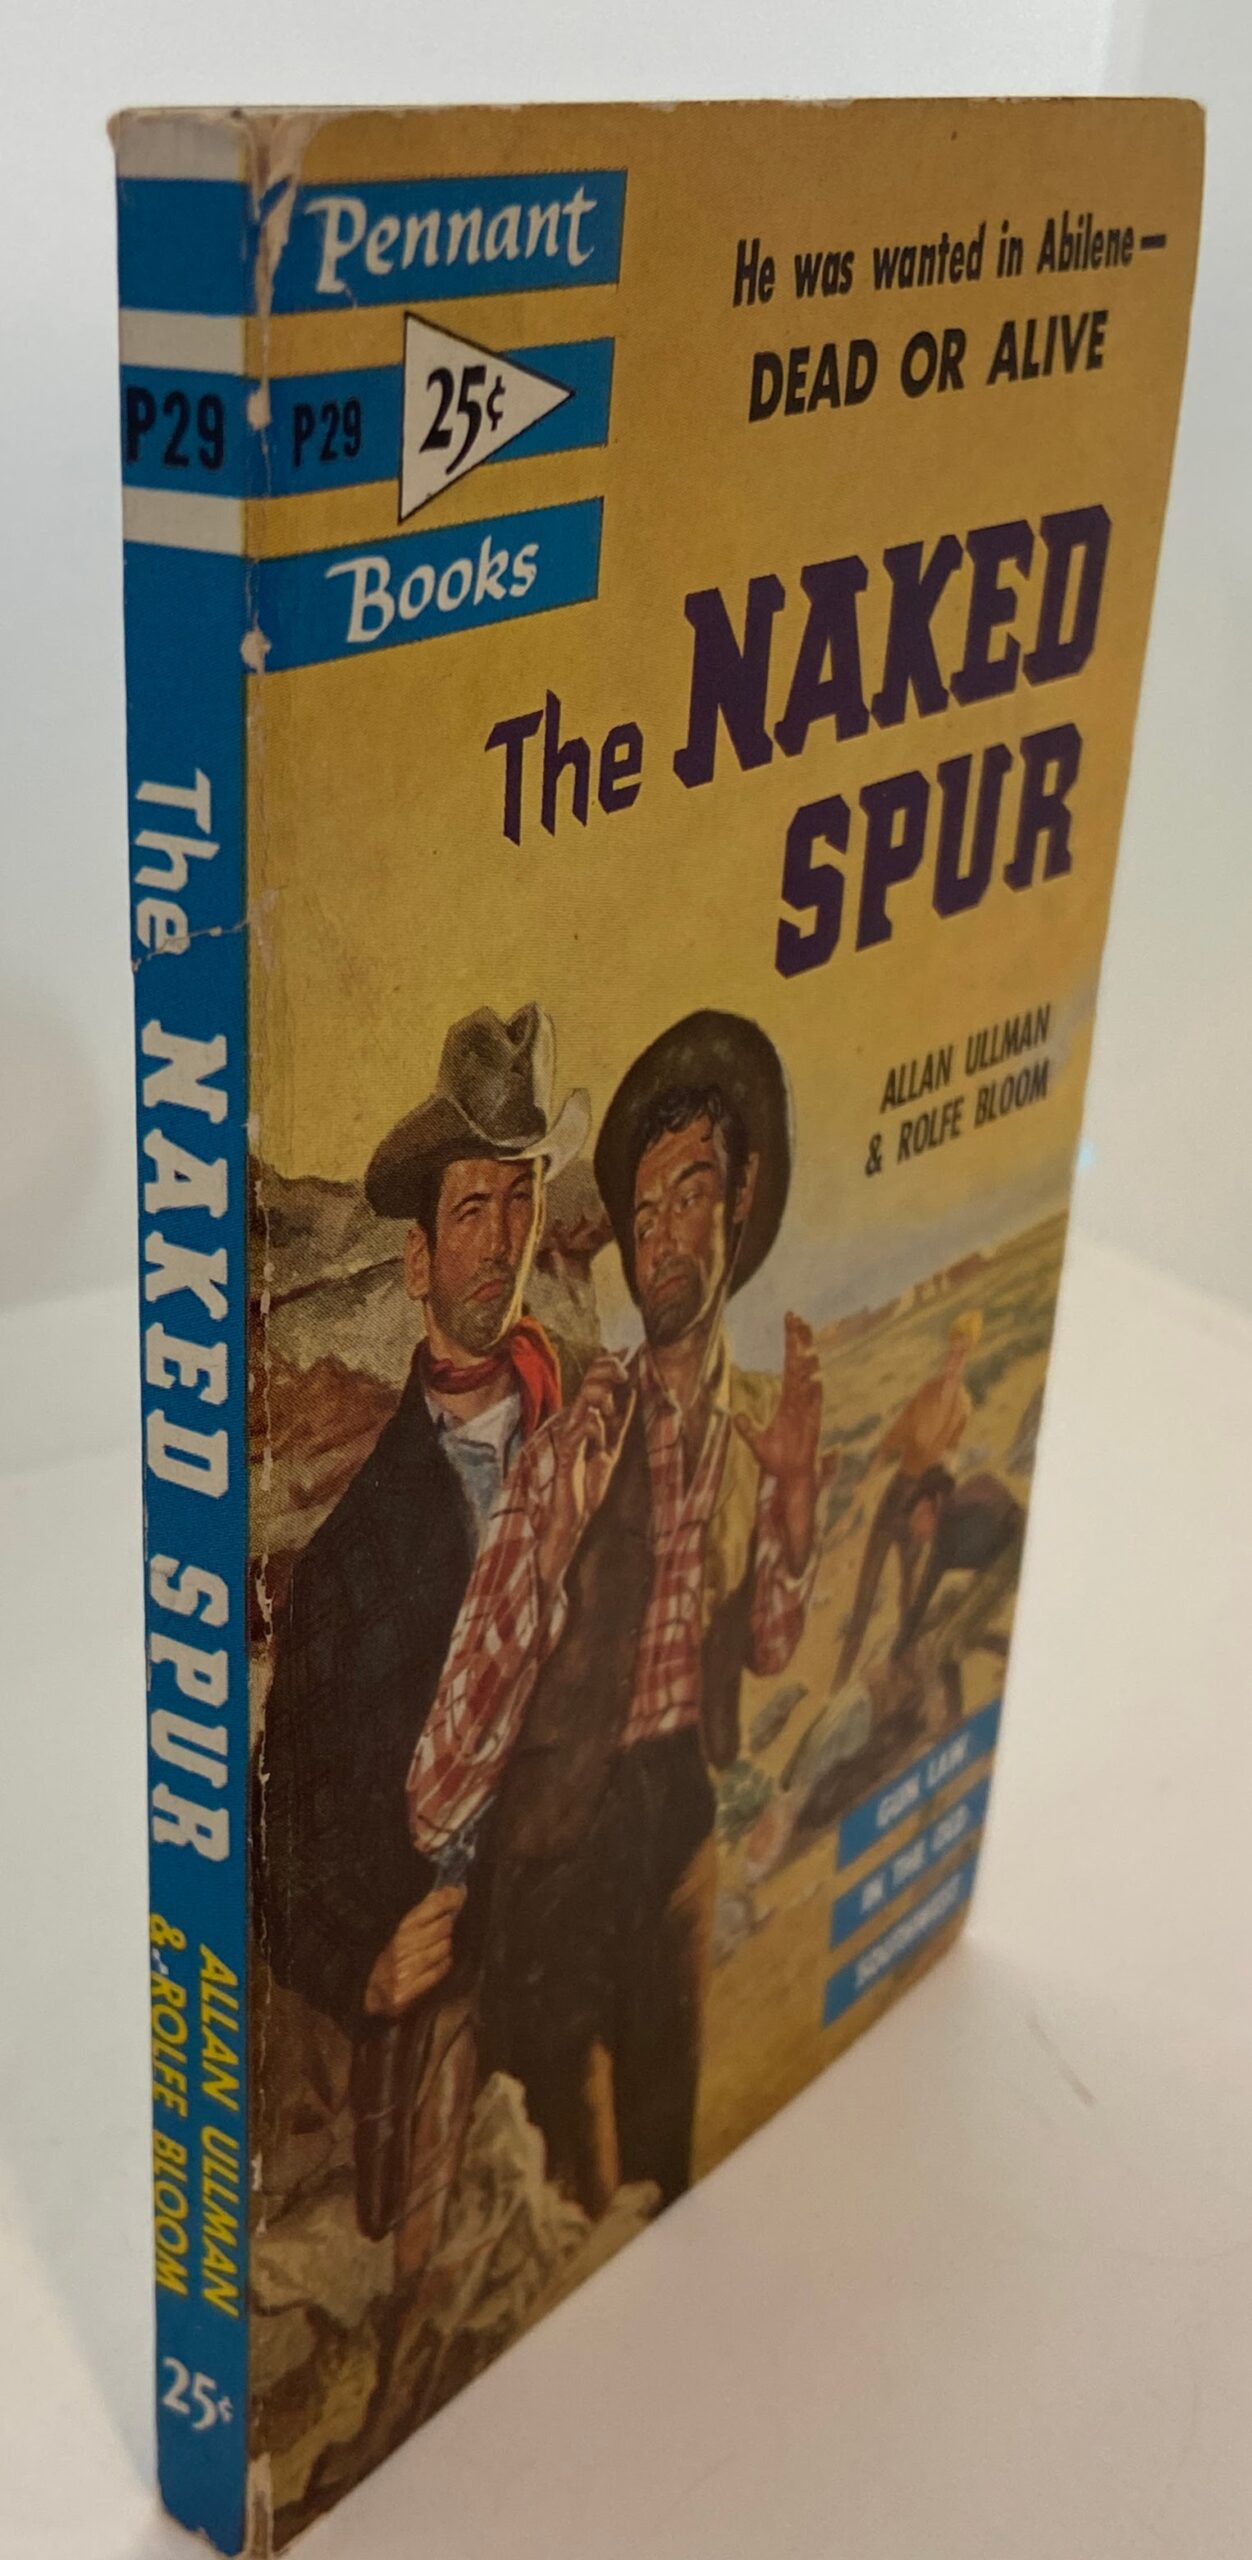 Pennant
P29 25¢
Books
He was wanted in Abilene—
DEAD OR ALIVE
The NAKED
SPUR
ALLAN ULLMAN
& ROLFE BLOOM
GUN LAW
IN THE OLD
SOUTHWEST
P29
The NAKED SPUR
ALLAN ULLMAN
& ROLFE BLOOM
25¢